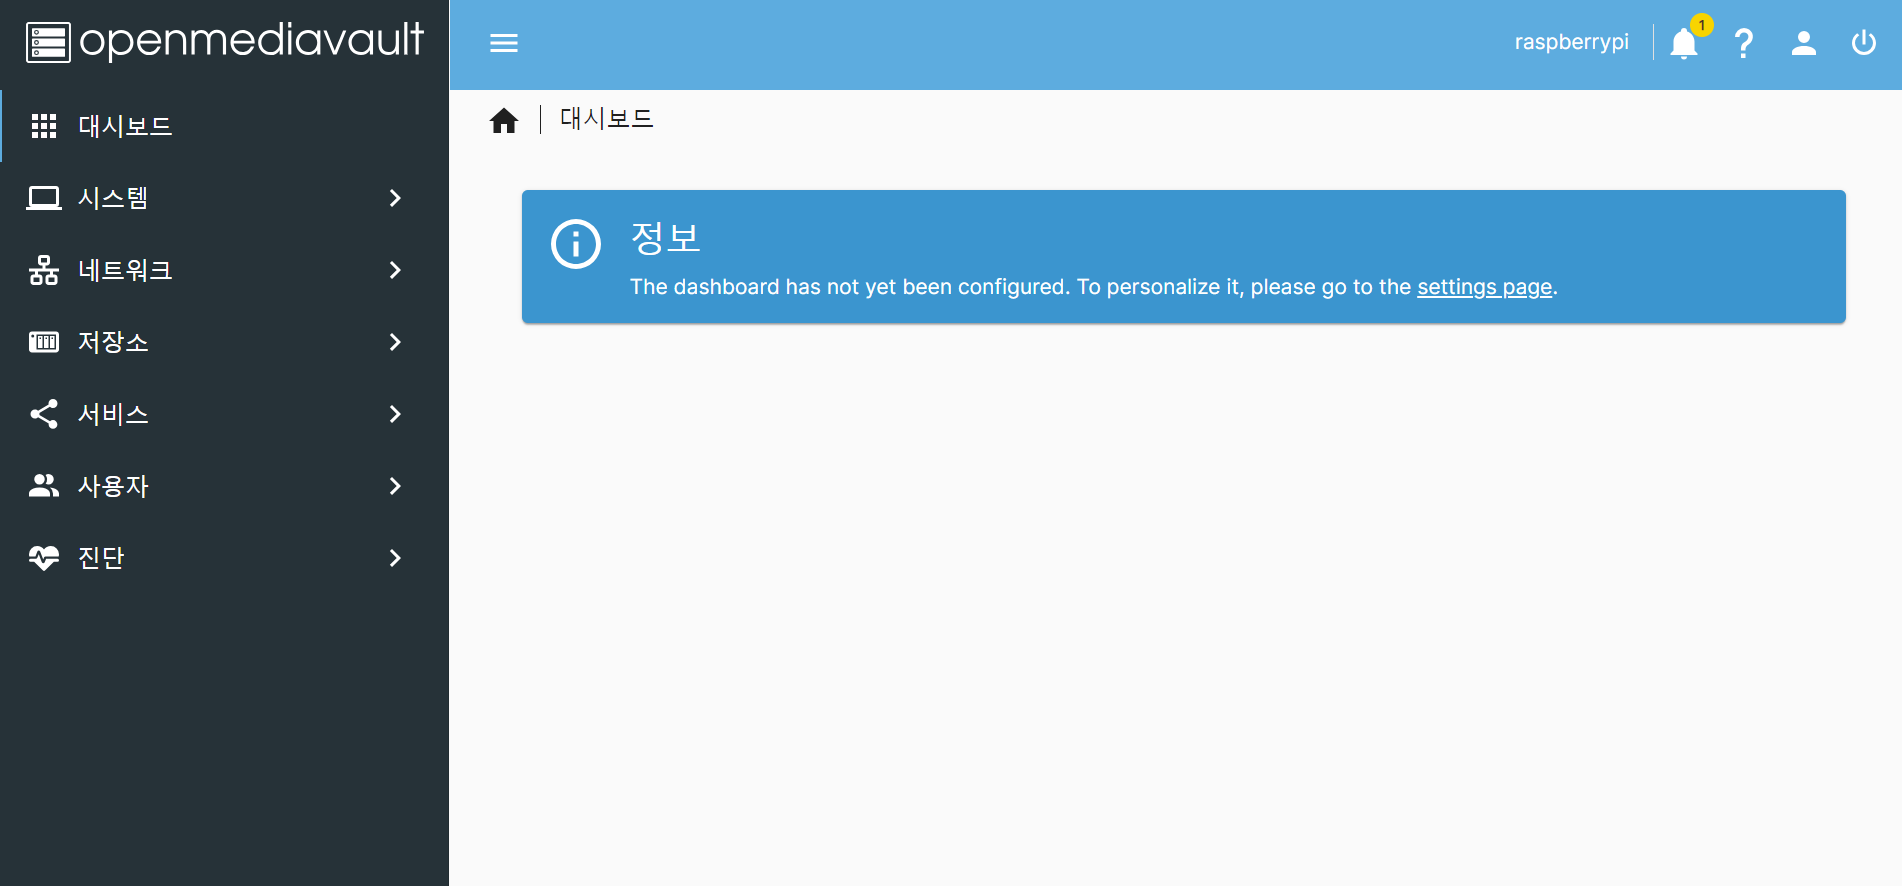 openmediavault
raspberrypi
1
대시보드
시스템
네트워크
저장소
서비스
사용자
진단
대시보드
정보
The dashboard has not yet been configured. To personalize it, please go to the settings page.